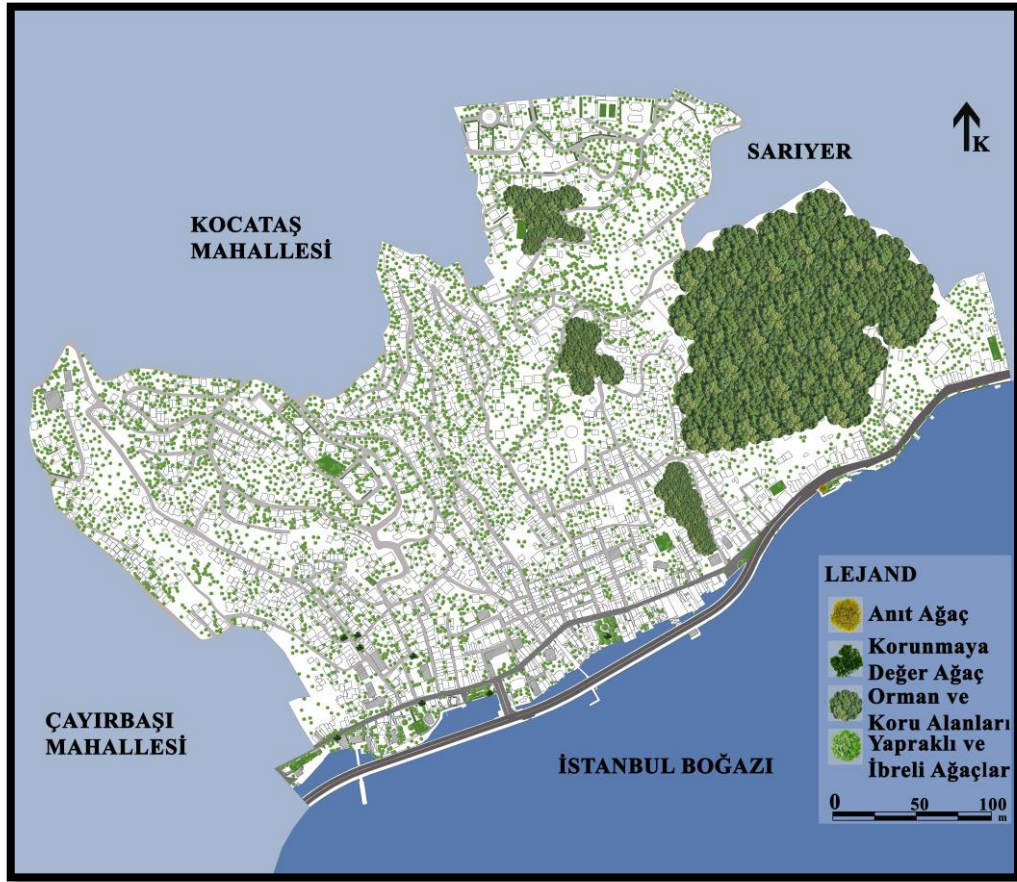 SARIYER
K
KOCATAŞ
MAHALLESİ
LEJAND
Anıt Ağaç
Korunmaya
Değer Ağaç
Orman ve
Koru Alanları
Yapraklı ve
İbreli Ağaçlar
0 50 100
m
ÇAYIRBAŞI
MAHALLESİ
İSTANBUL BOĞAZI